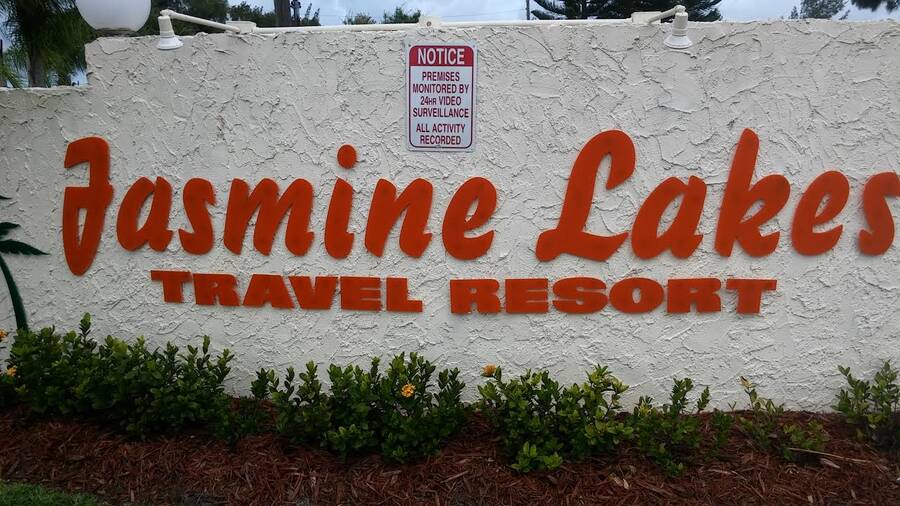 NOTICE
PREMISES
MONITORED BY
24HR VIDEO
SURVEILLANCE
ALL ACTIVITY
RECORDED
Jasmine Lakes
TRAVEL RESORT